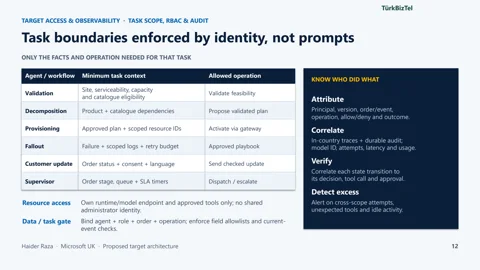 TürkBizTel
TARGET ACCESS & OBSERVABILITY · TASK SCOPE, RBAC & AUDIT
Task boundaries enforced by identity, not prompts
ONLY THE FACTS AND OPERATION NEEDED FOR THAT TASK
Agent / workflow Minimum task context Allowed operation
Validation Site, serviceability, capacity and catalogue eligibility Validate feasibility
Decomposition Product + catalogue dependencies Propose validated plan
Provisioning Approved plan + scoped resource IDs Activate via gateway
Fallout Failure + scoped logs + retry budget Approved playbook
Customer update Order status + consent + language Send checked update
Supervisor Order stage, queue + SLA timers Dispatch / escalate
Resource access Own runtime/model endpoint and approved tools only; no shared
administrator identity.
Data / task gate Bind agent + role + order + operation; enforce field allowlists and current-
event checks.
KNOW WHO DID WHAT
Attribute
Principal, version, order/event,
operation, allow/deny and outcome.
Correlate
In-country traces + durable audit;
model ID, attempts, latency and usage.
Verify
Correlate each state transition to
its decision, tool call and approval.
Detect excess
Alert on cross-scope attempts,
unexpected tools and idle activity.
Haider Raza · Microsoft UK · Proposed target architecture
12